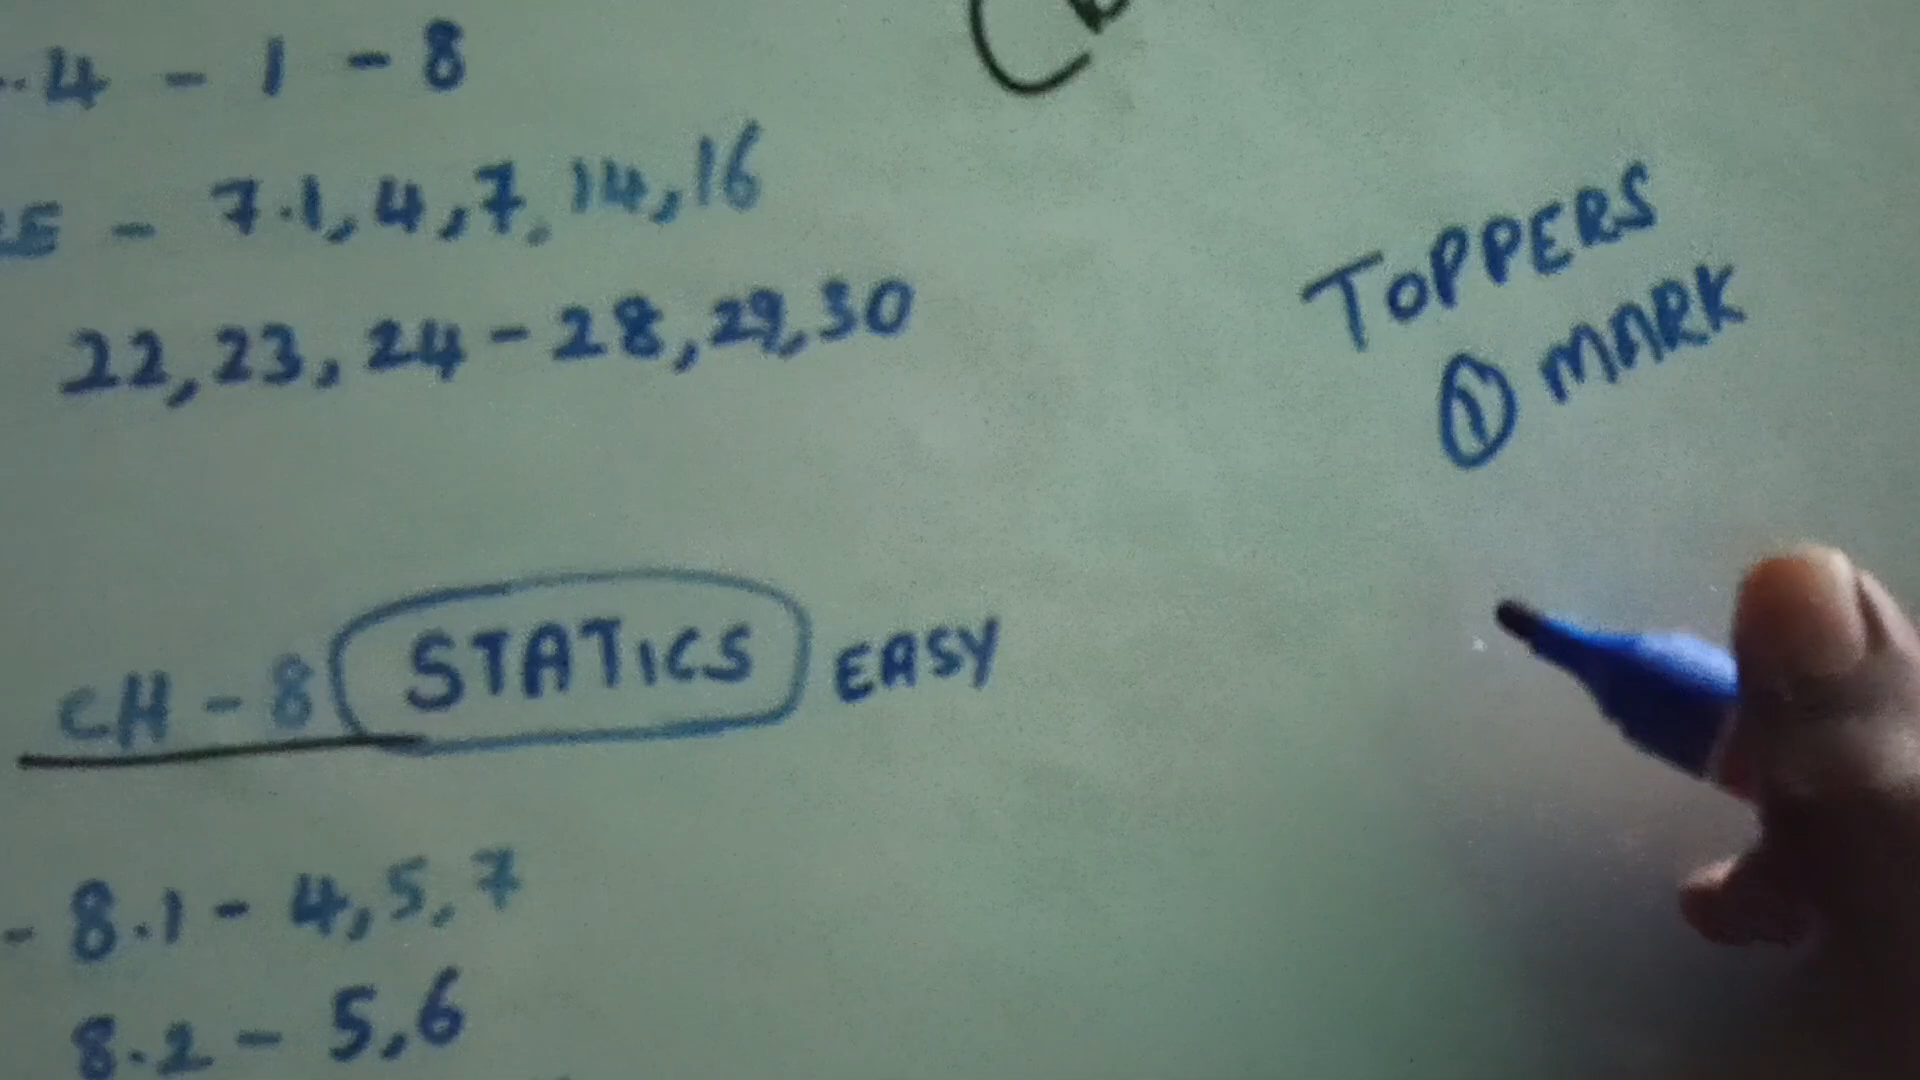 .4 - 1 - 8
- 7.1, 4, 7, 14, 16
22, 23, 24 - 28, 29, 30
TOPPERS
① MARK
CH - 8 STATICS EASY
- 8.1 - 4, 5, 7
8.2 - 5, 6